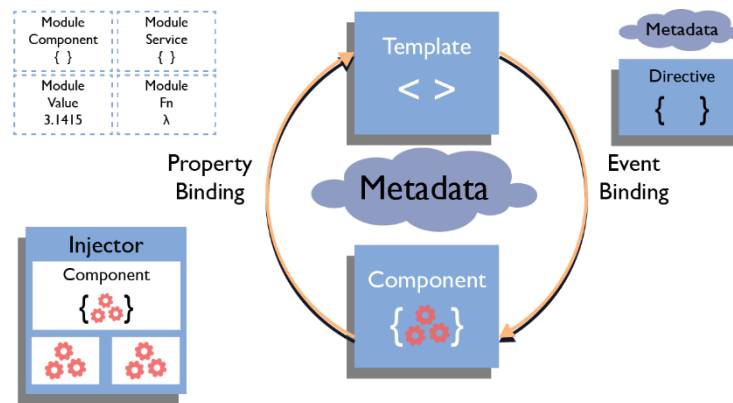 Module
Component
{ }
Module
Service
{ }
Module
Value
3.1415
Module
Fn
λ
Template
< >
Metadata
Directive
{ }
Property
Binding
Metadata
Event
Binding
Injector
Component
{ }
Component
{ }